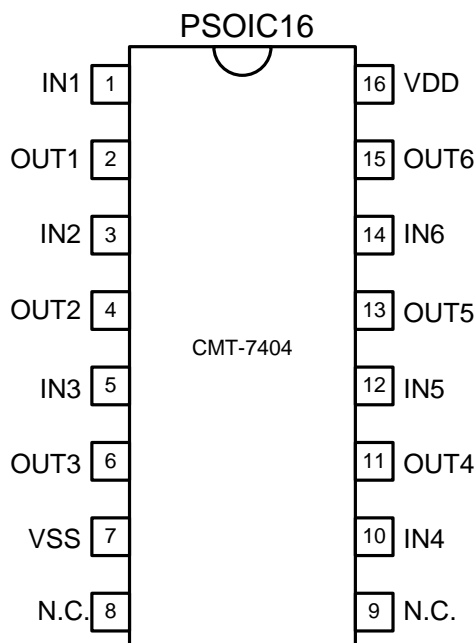 PSOIC16
IN1 1 16 VDD
OUT1 2 15 OUT6
IN2 3 14 IN6
OUT2 4 13 OUT5
CMT-7404
IN3 5 12 IN5
OUT3 6 11 OUT4
VSS 7 10 IN4
N.C. 8 9 N.C.